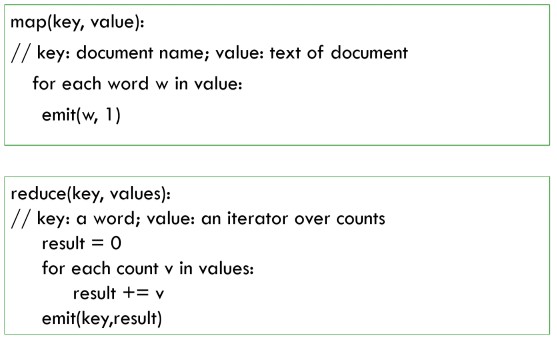 map(key, value):
// key: document name; value: text of document
for each word w in value:
emit(w, 1)
reduce(key, values):
// key: a word; value: an iterator over counts
result = 0
for each count v in values:
result += v
emit(key,result)